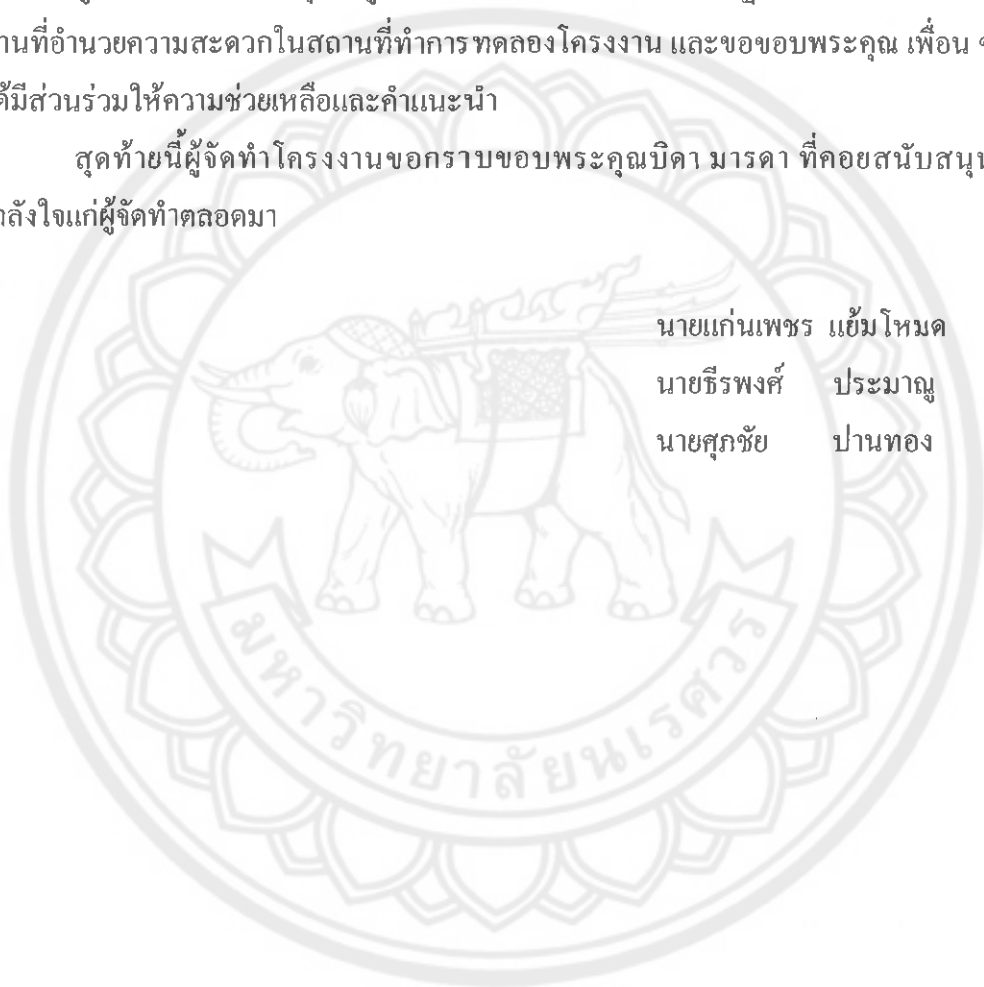 านที่อำนวยความสะดวกในสถานที่ทำการทดลองโครงงาน และขอขอบพระคุณ เพื่อน
ด้มีส่วนร่วมให้ความช่วยเหลือและคำแนะนำ
สุดท้ายนี้ผู้จัดทำโครงงานขอกราบขอบพระคุณบิดา มารดา ที่คอยสนับสนุน
าลังใจแก่ผู้จัดทำตลอดมา
นายแก่นเพชร แย้มโหมด
นายธีรพงศ์ ประมาณู
นายศุภชัย ปานทอง
มหาวิทยาลัยนเรศวร